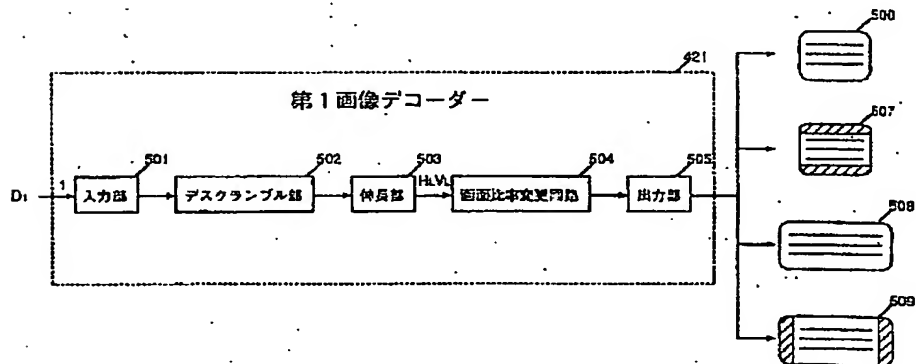 421
第1画像デコーダー
D1
1
入力部
501
デスクランブル部
502
伸長部
503
HLVL
画面比率変更回路
504
出力部
505
500
507
508
509